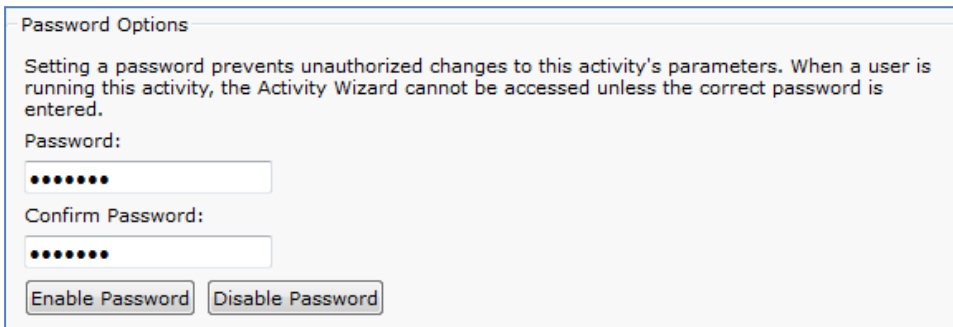 Password Options
Setting a password prevents unauthorized changes to this activity's parameters. When a user is
running this activity, the Activity Wizard cannot be accessed unless the correct password is
entered.
Password:
•••••••
Confirm Password:
•••••••
Enable Password Disable Password